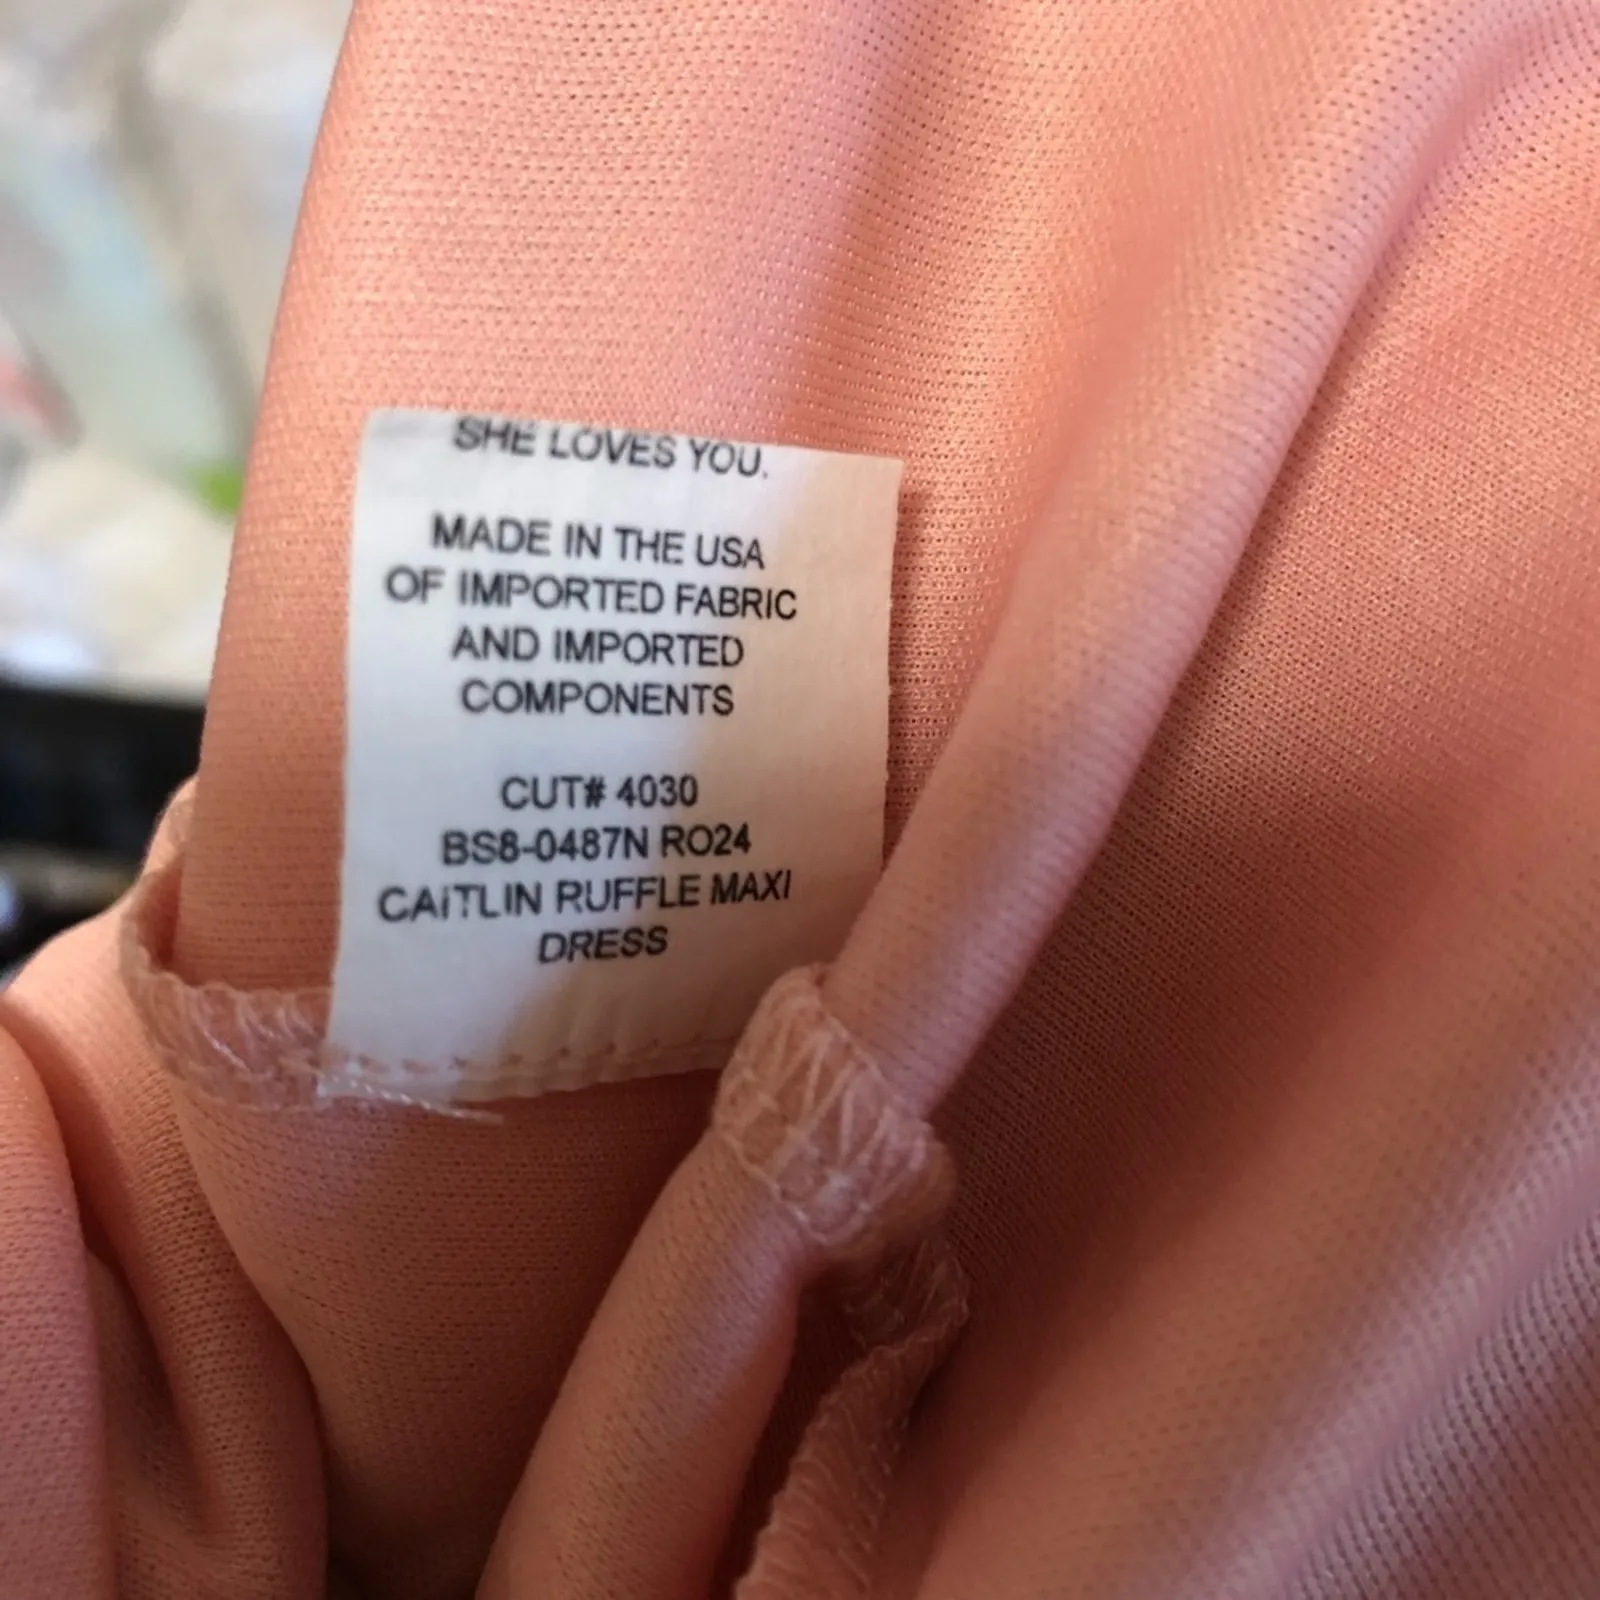 SHE LOVES YOU.
MADE IN THE USA
OF IMPORTED FABRIC
AND IMPORTED
COMPONENTS
CUT# 4030
BS8-0487N RO24
CAITLIN RUFFLE MAXI
DRESS